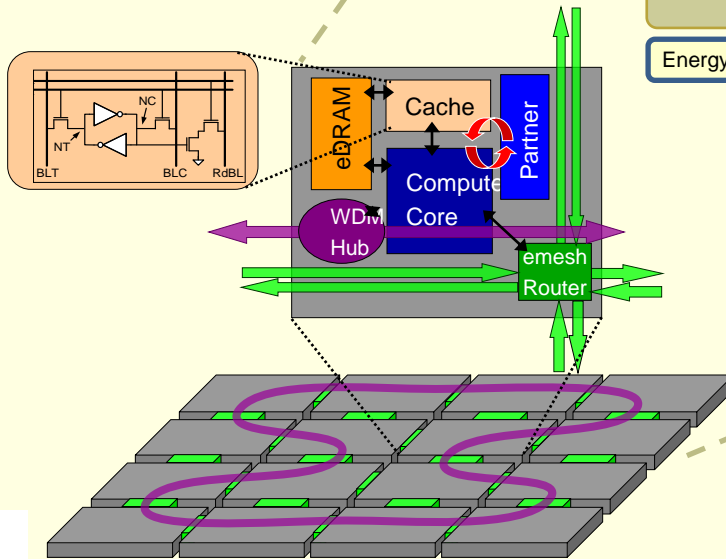 Energy
Cache
eDRAM
Partner
NC
NT
BLT
BLC
RdBL
Compute
Core
WDM
Hub
emesh
Router